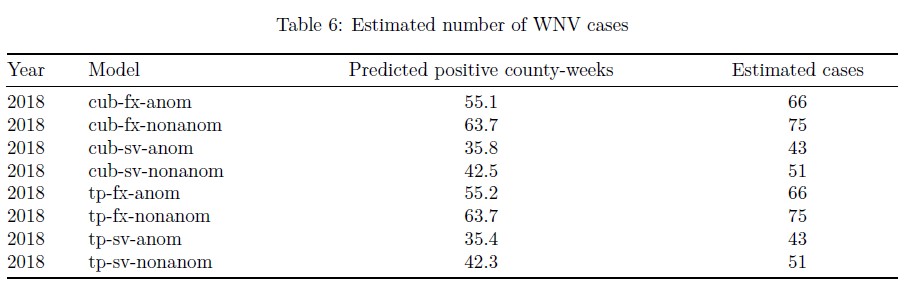 Table 6: Estimated number of WNV cases
Year Model Predicted positive county-weeks Estimated cases
2018 cub-fx-anom 55.1 66
2018 cub-fx-nonanom 63.7 75
2018 cub-sv-anom 35.8 43
2018 cub-sv-nonanom 42.5 51
2018 tp-fx-anom 55.2 66
2018 tp-fx-nonanom 63.7 75
2018 tp-sv-anom 35.4 43
2018 tp-sv-nonanom 42.3 51